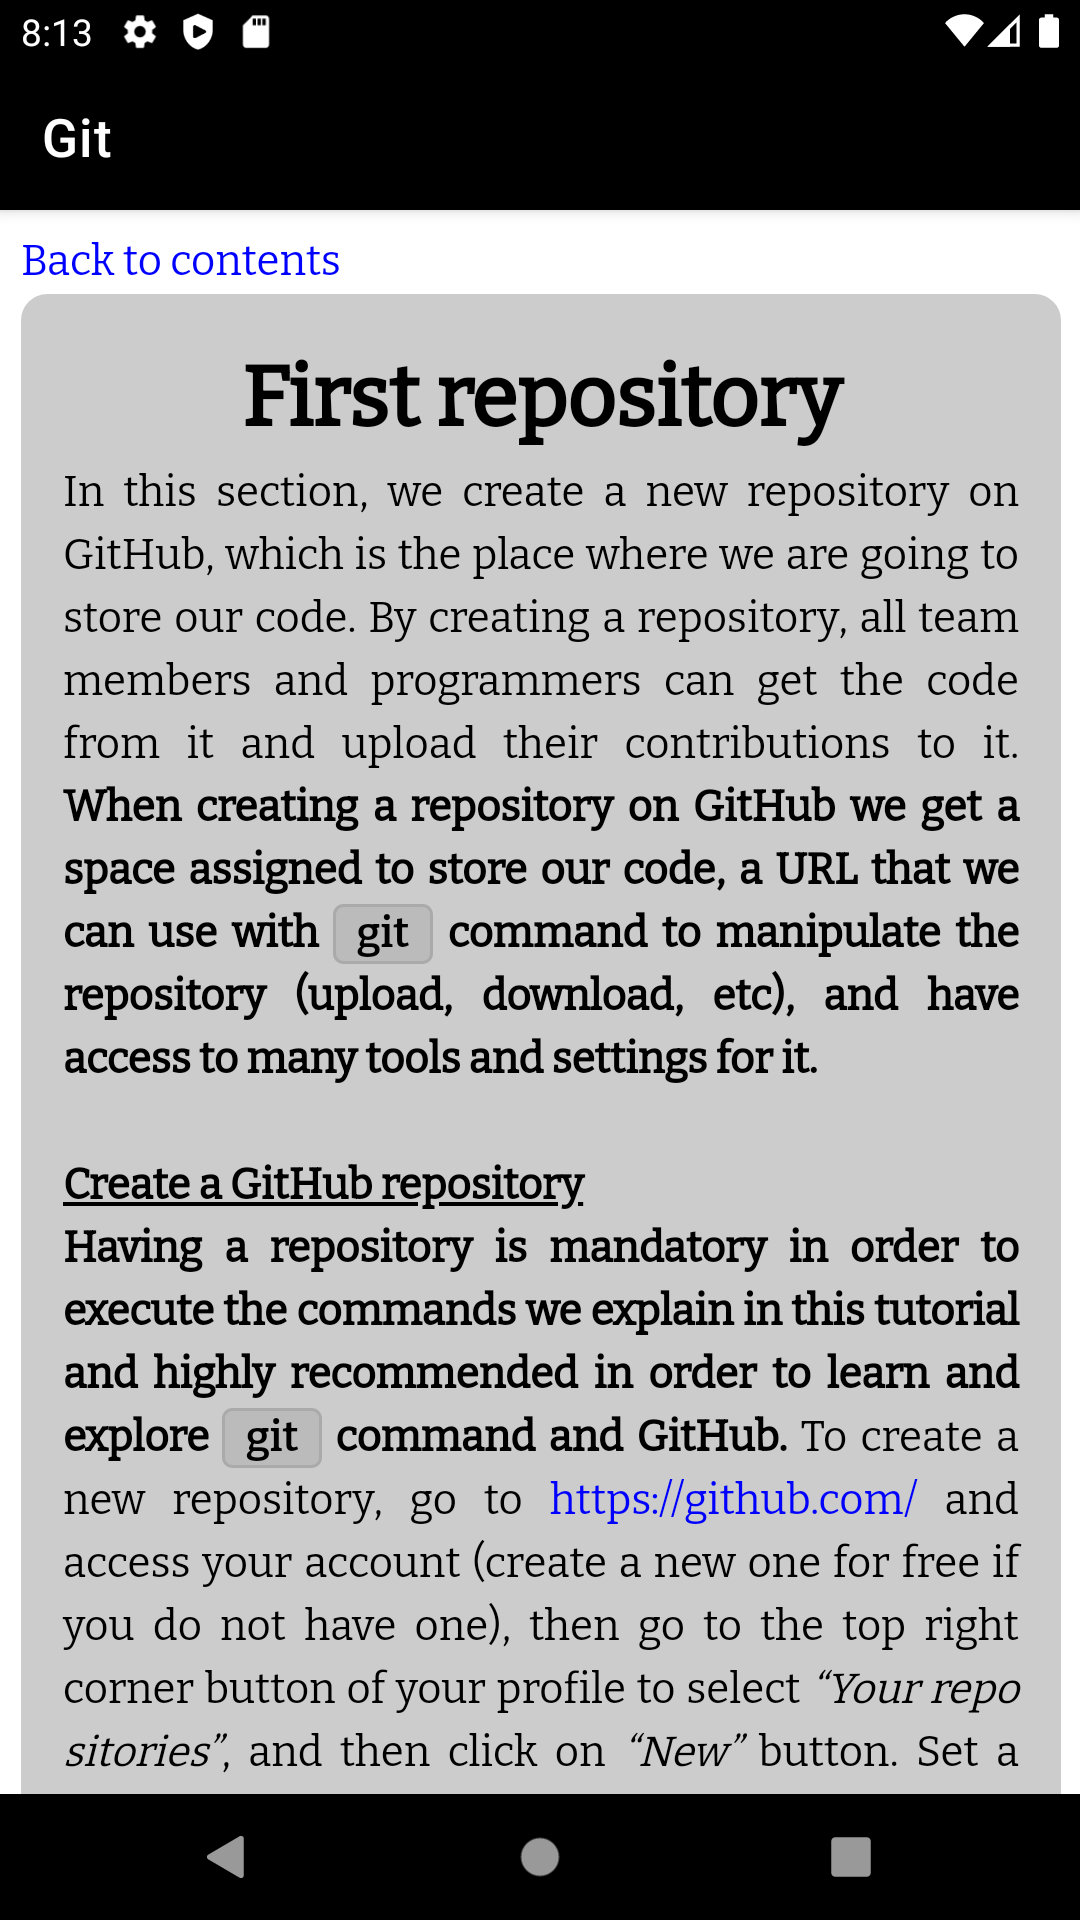 8:13
Git
Back to contents
First repository
In this section, we create a new repository on
GitHub, which is the place where we are going to
store our code. By creating a repository, all team
members and programmers can get the code
from it and upload their contributions to it.
When creating a repository on GitHub we get a
space assigned to store our code, a URL that we
can use with git command to manipulate the
repository (upload, download, etc), and have
access to many tools and settings for it.
Create a GitHub repository
Having a repository is mandatory in order to
execute the commands we explain in this tutorial
and highly recommended in order to learn and
explore git command and GitHub. To create a
new repository, go to https://github.com/ and
access your account (create a new one for free if
you do not have one), then go to the top right
corner button of your profile to select “Your repo
sitories”, and then click on “New” button. Set a